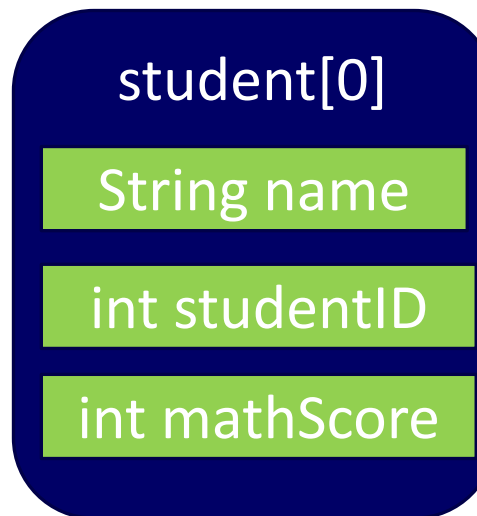 student[0]
String name
int studentID
int mathScore